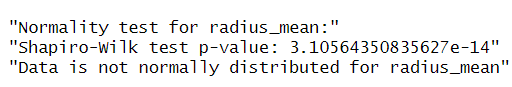 "Normality test for radius_mean:"
"Shapiro-Wilk test p-value: 3.10564350835627e-14"
"Data is not normally distributed for radius_mean"